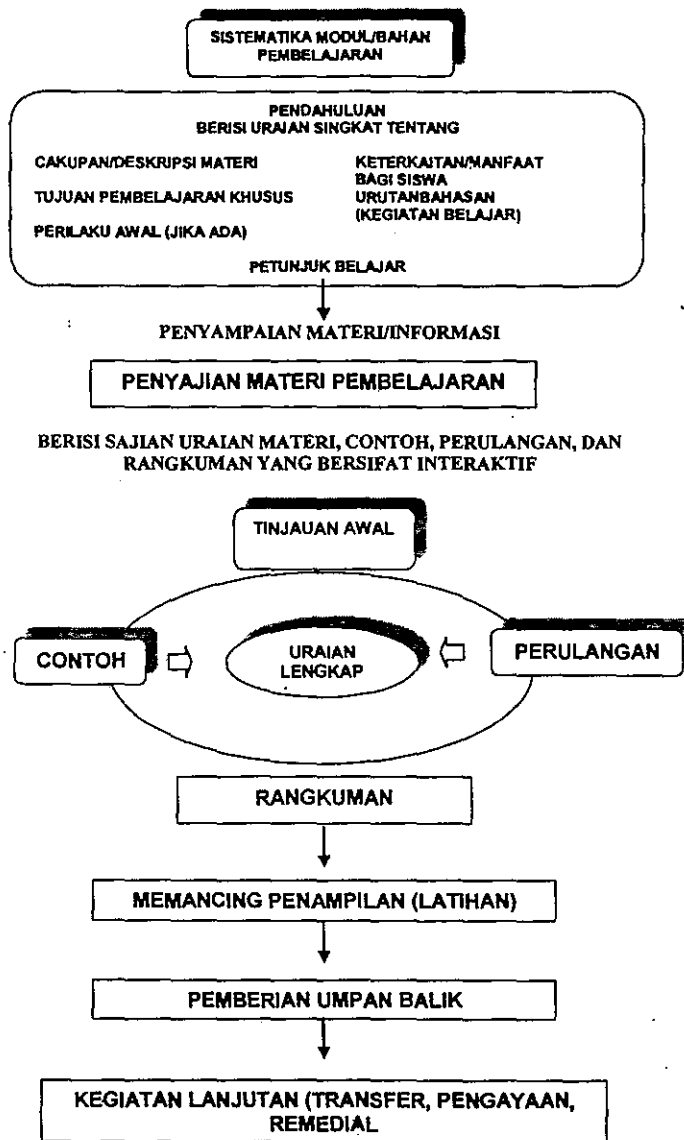 SISTEMATIKA MODUL/BAHAN
PEMBELAJARAN
PENDAHULUAN
BERISI URAIAN SINGKAT TENTANG
CAKUPAN/DESKRIPSI MATERI
KETERKAITAN/MANFAAT
BAGI SISWA
TUJUAN PEMBELAJARAN KHUSUS
URUTANBAHASAN
(KEGIATAN BELAJAR)
PERILAKU AWAL (JIKA ADA)
PETUNJUK BELAJAR
PENYAMPAIAN MATERI/INFORMASI
PENYAJIAN MATERI PEMBELAJARAN
BERISI SAJIAN URAIAN MATERI, CONTOH, PERULANGAN, DAN
RANGKUMAN YANG BERSIFAT INTERAKTIF
TINJAUAN AWAL
CONTOH
URAIAN
LENGKAP
PERULANGAN
RANGKUMAN
MEMANCING PENAMPILAN (LATIHAN)
PEMBERIAN UMPAN BALIK
KEGIATAN LANJUTAN (TRANSFER, PENGAYAAN,
REMEDIAL